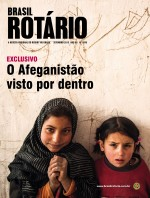 BRASIL
ROTÁRIO
EXCLUSIVO
O Afeganistão
visto por dentro